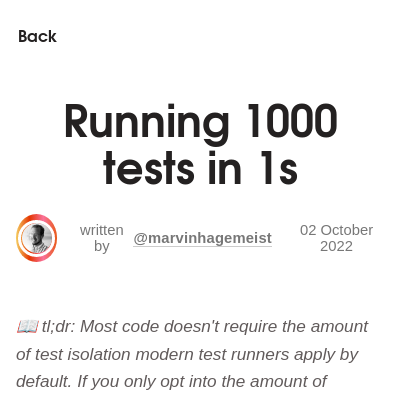 Back
Running 1000
tests in 1s
written
by
@marvinhagemeist
02 October
2022
📖 tl;dr: Most code doesn't require the amount
of test isolation modern test runners apply by
default. If you only opt into the amount of